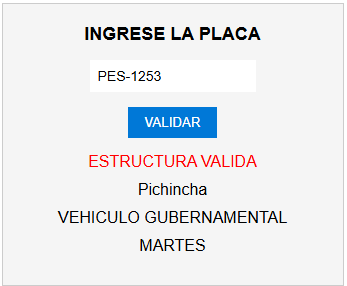 INGRESE LA PLACA
PES-1253
VALIDAR
ESTRUCTURA VALIDA
Pichincha
VEHICULO GUBERNAMENTAL
MARTES